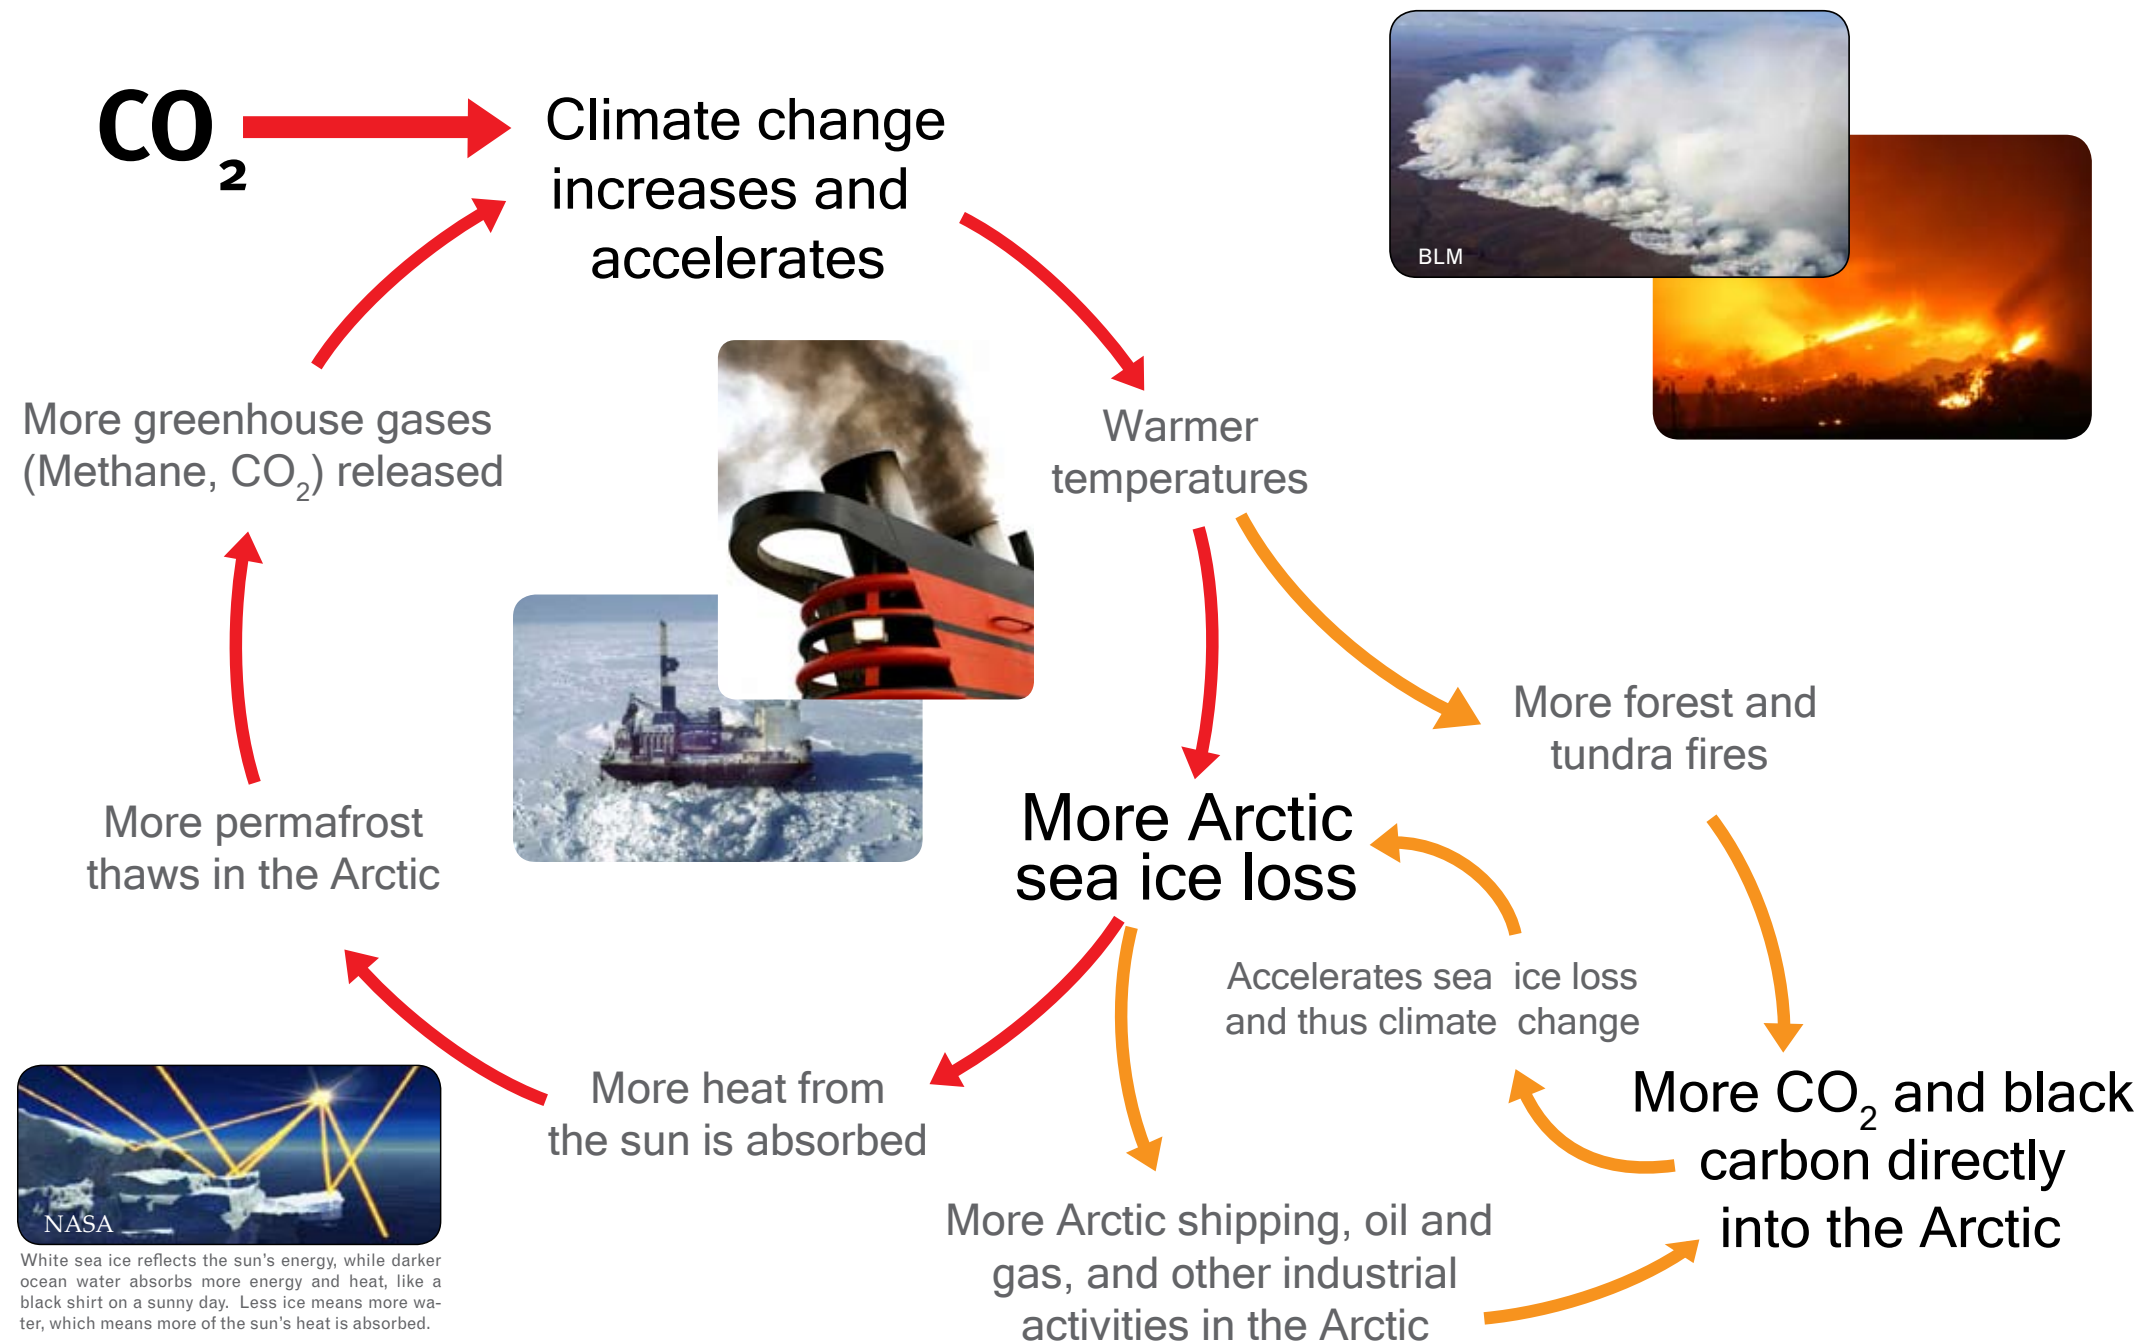 CO₂
Climate change
increases and
accelerates
BLM
More greenhouse gases
(Methane, CO₂) released
Warmer
temperatures
More forest and
tundra fires
More Arctic
sea ice loss
More permafrost
thaws in the Arctic
Accelerates sea ice loss
and thus climate change
More heat from
the sun is absorbed
More CO₂ and black
carbon directly
into the Arctic
More Arctic shipping, oil and
gas, and other industrial
activities in the Arctic
NASA
White sea ice reflects the sun's energy, while darker
ocean water absorbs more energy and heat, like a
black shirt on a sunny day. Less ice means more wa-
ter, which means more of the sun's heat is absorbed.